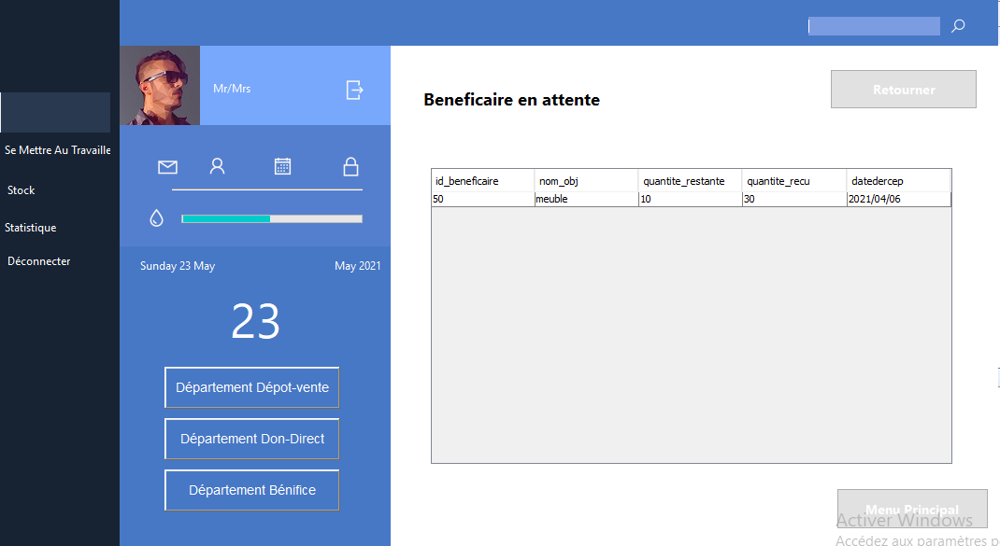 Se Mettre Au Travaille
Stock
Statistique
Déconnecter
Mr/Mrs
Sunday 23 May
May 2021
23
Département Dépot-vente
Département Don-Direct
Département Bénifice
Beneficaire en attente
Retourner
id_beneficaire nom_obj quantite_restante quantite_recu datedercep
50 meuble 10 30 2021/04/06
Menu Principal
Activer Windows
Accédez aux paramètres p